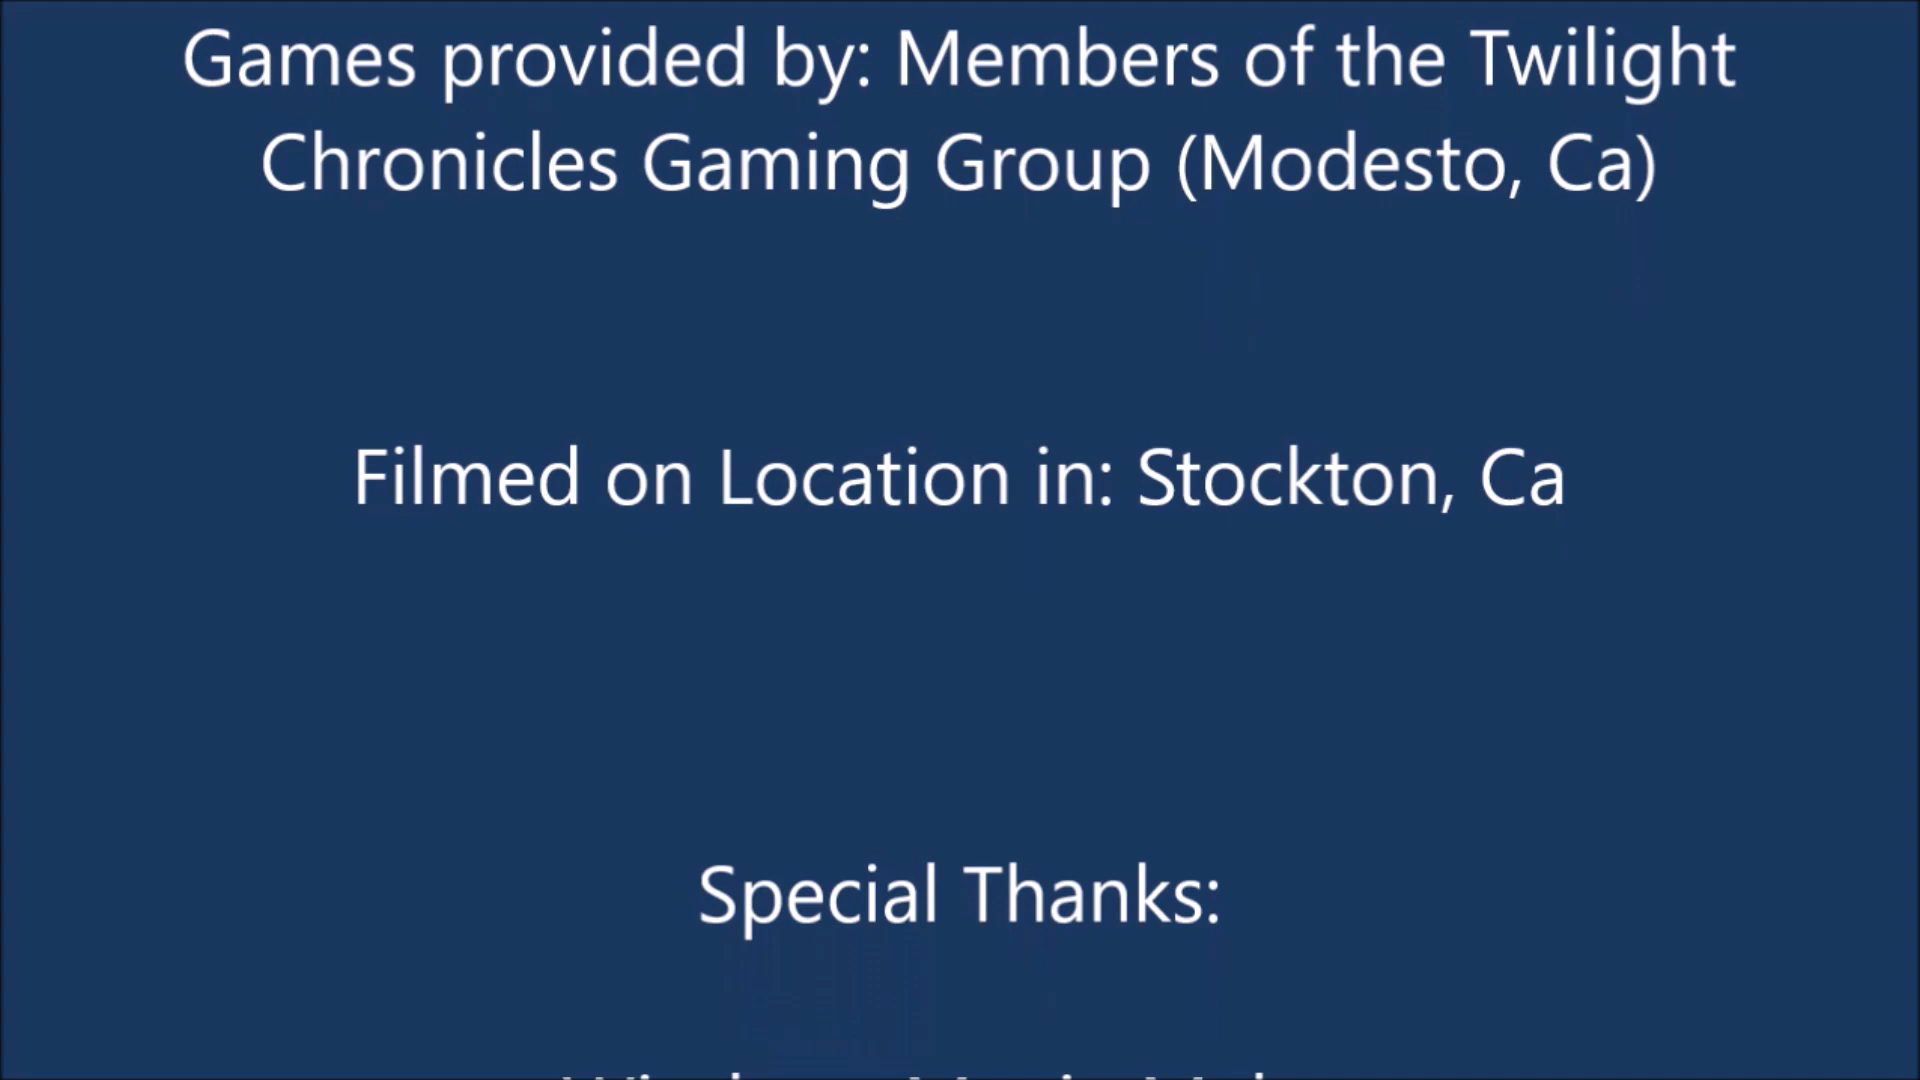 Games provided by: Members of the Twilight
Chronicles Gaming Group (Modesto, Ca)
Filmed on Location in: Stockton, Ca
Special Thanks: